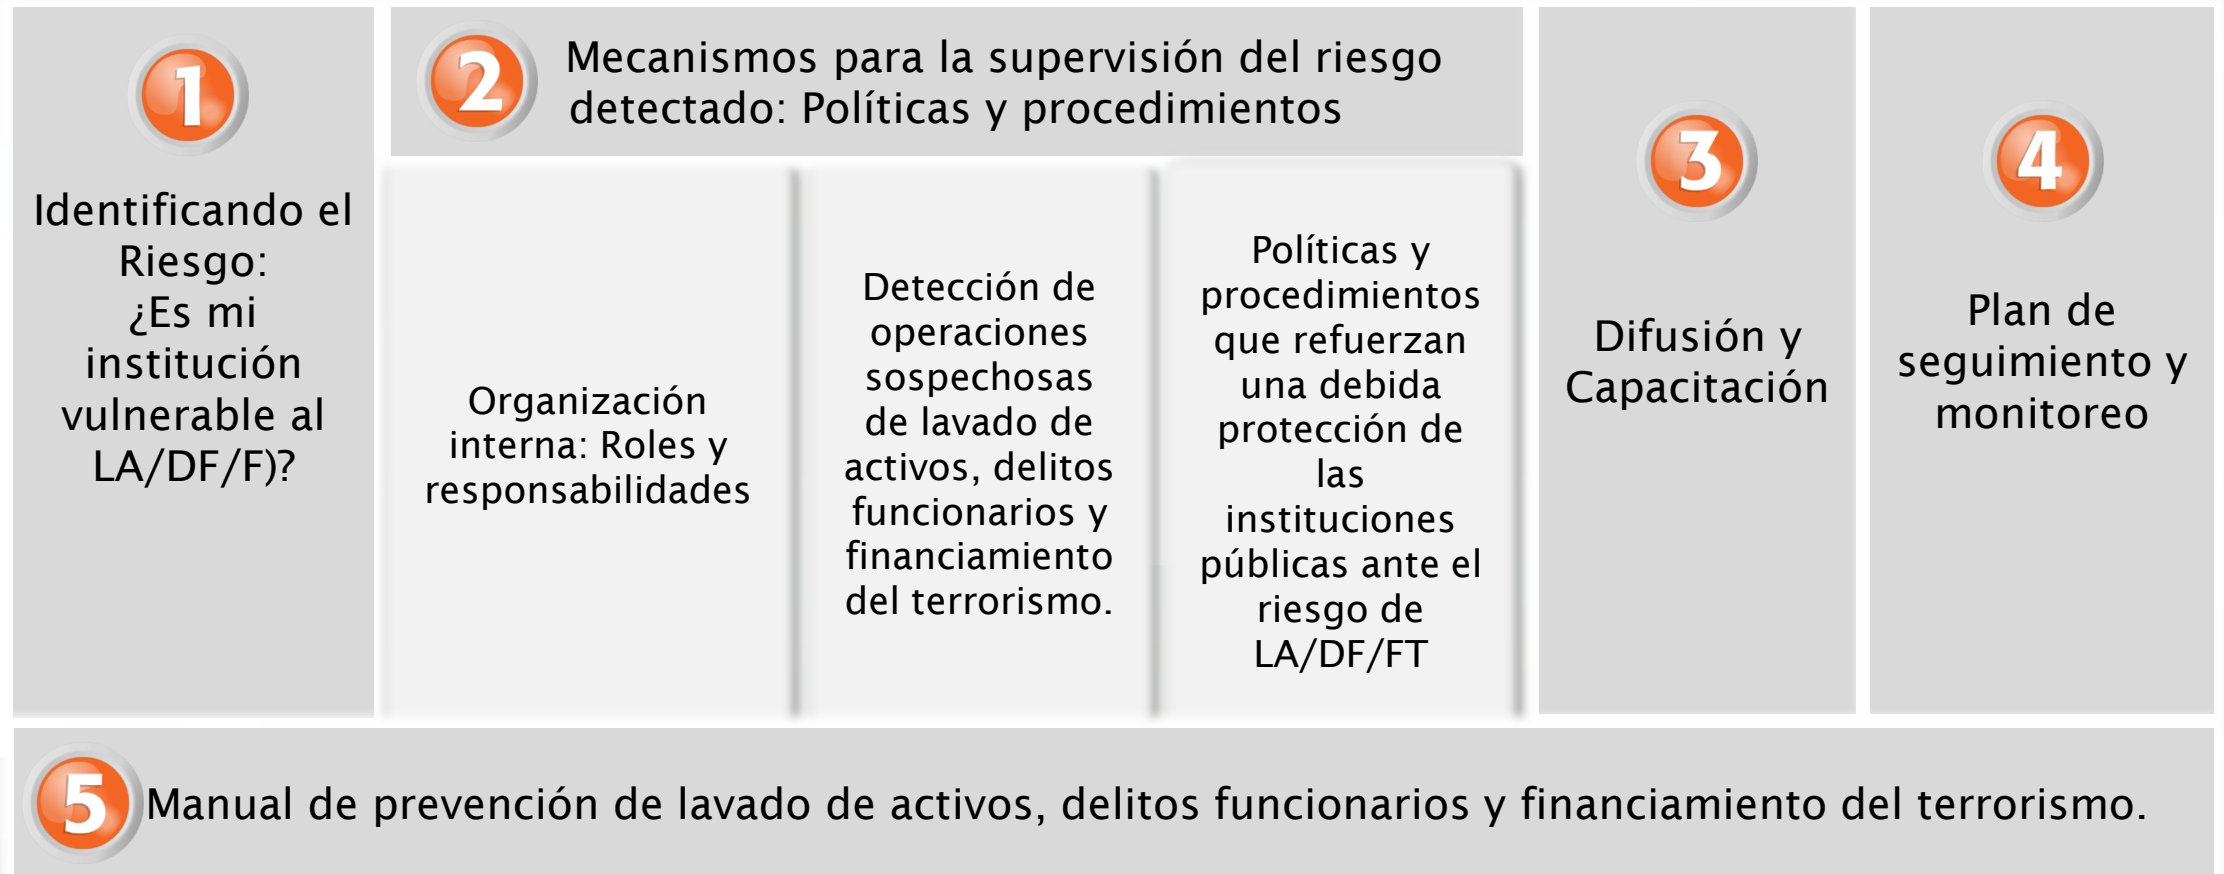 1
Identificando el
Riesgo:
¿Es mi
institución
vulnerable al
LA/DF/F)?
2
Mecanismos para la supervisión del riesgo
detectado: Políticas y procedimientos
Organización
interna: Roles y
responsabilidades
Detección de
operaciones
sospechosas
de lavado de
activos, delitos
funcionarios y
financiamiento
del terrorismo.
Políticas y
procedimientos
que refuerzan
una debida
protección de
las
instituciones
públicas ante el
riesgo de
LA/DF/FT
3
Difusión y
Capacitación
4
Plan de
seguimiento y
monitoreo
5
Manual de prevención de lavado de activos, delitos funcionarios y financiamiento del terrorismo.